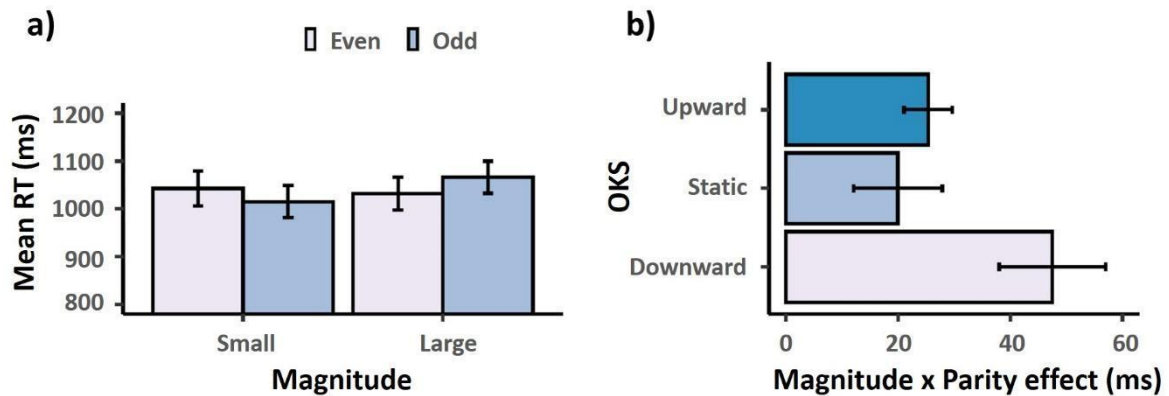 a)
Even Odd
Mean RT (ms)
1200
1100
1000
900
800
Small Large
Magnitude
b)
OKS
Upward
Static
Downward
0 20 40 60
Magnitude x Parity effect (ms)